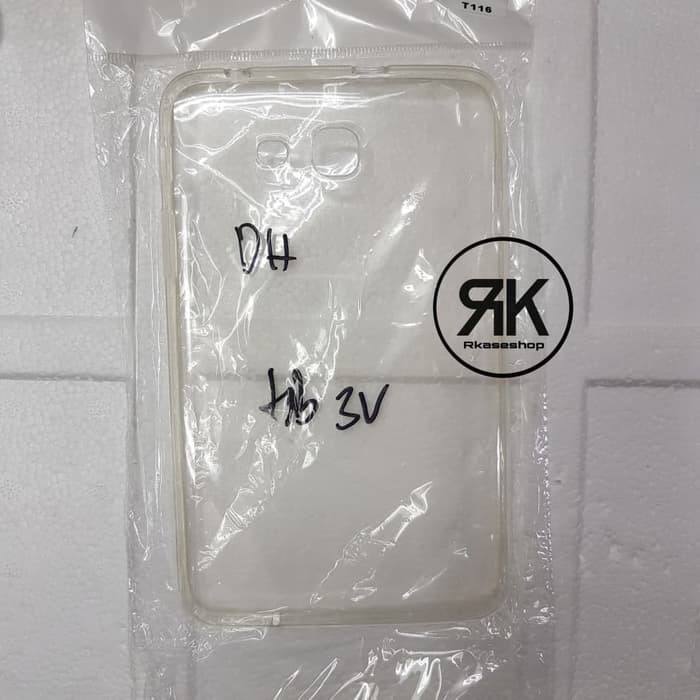 T116
DH
RK
Rkaseshop
tab 3V